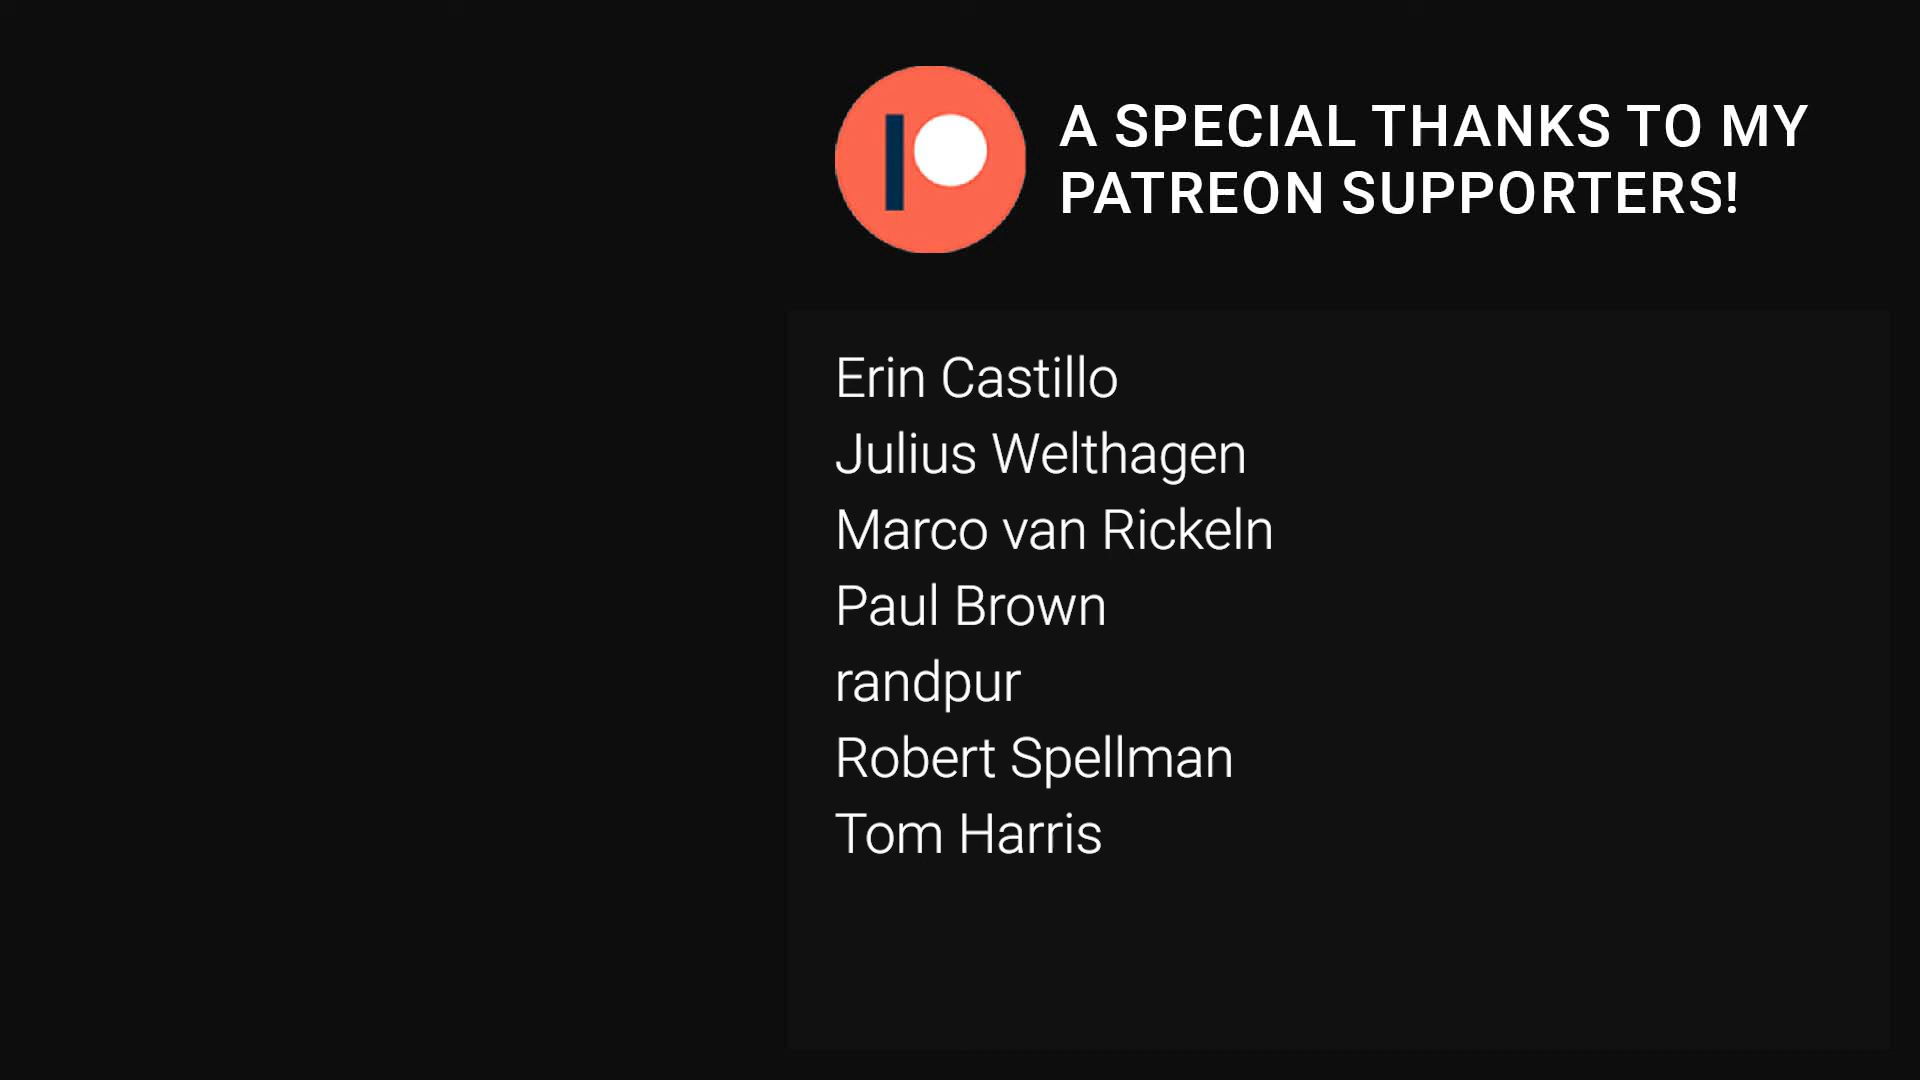 A SPECIAL THANKS TO MY
PATREON SUPPORTERS!
Erin Castillo
Julius Welthagen
Marco van Rickeln
Paul Brown
randpur
Robert Spellman
Tom Harris